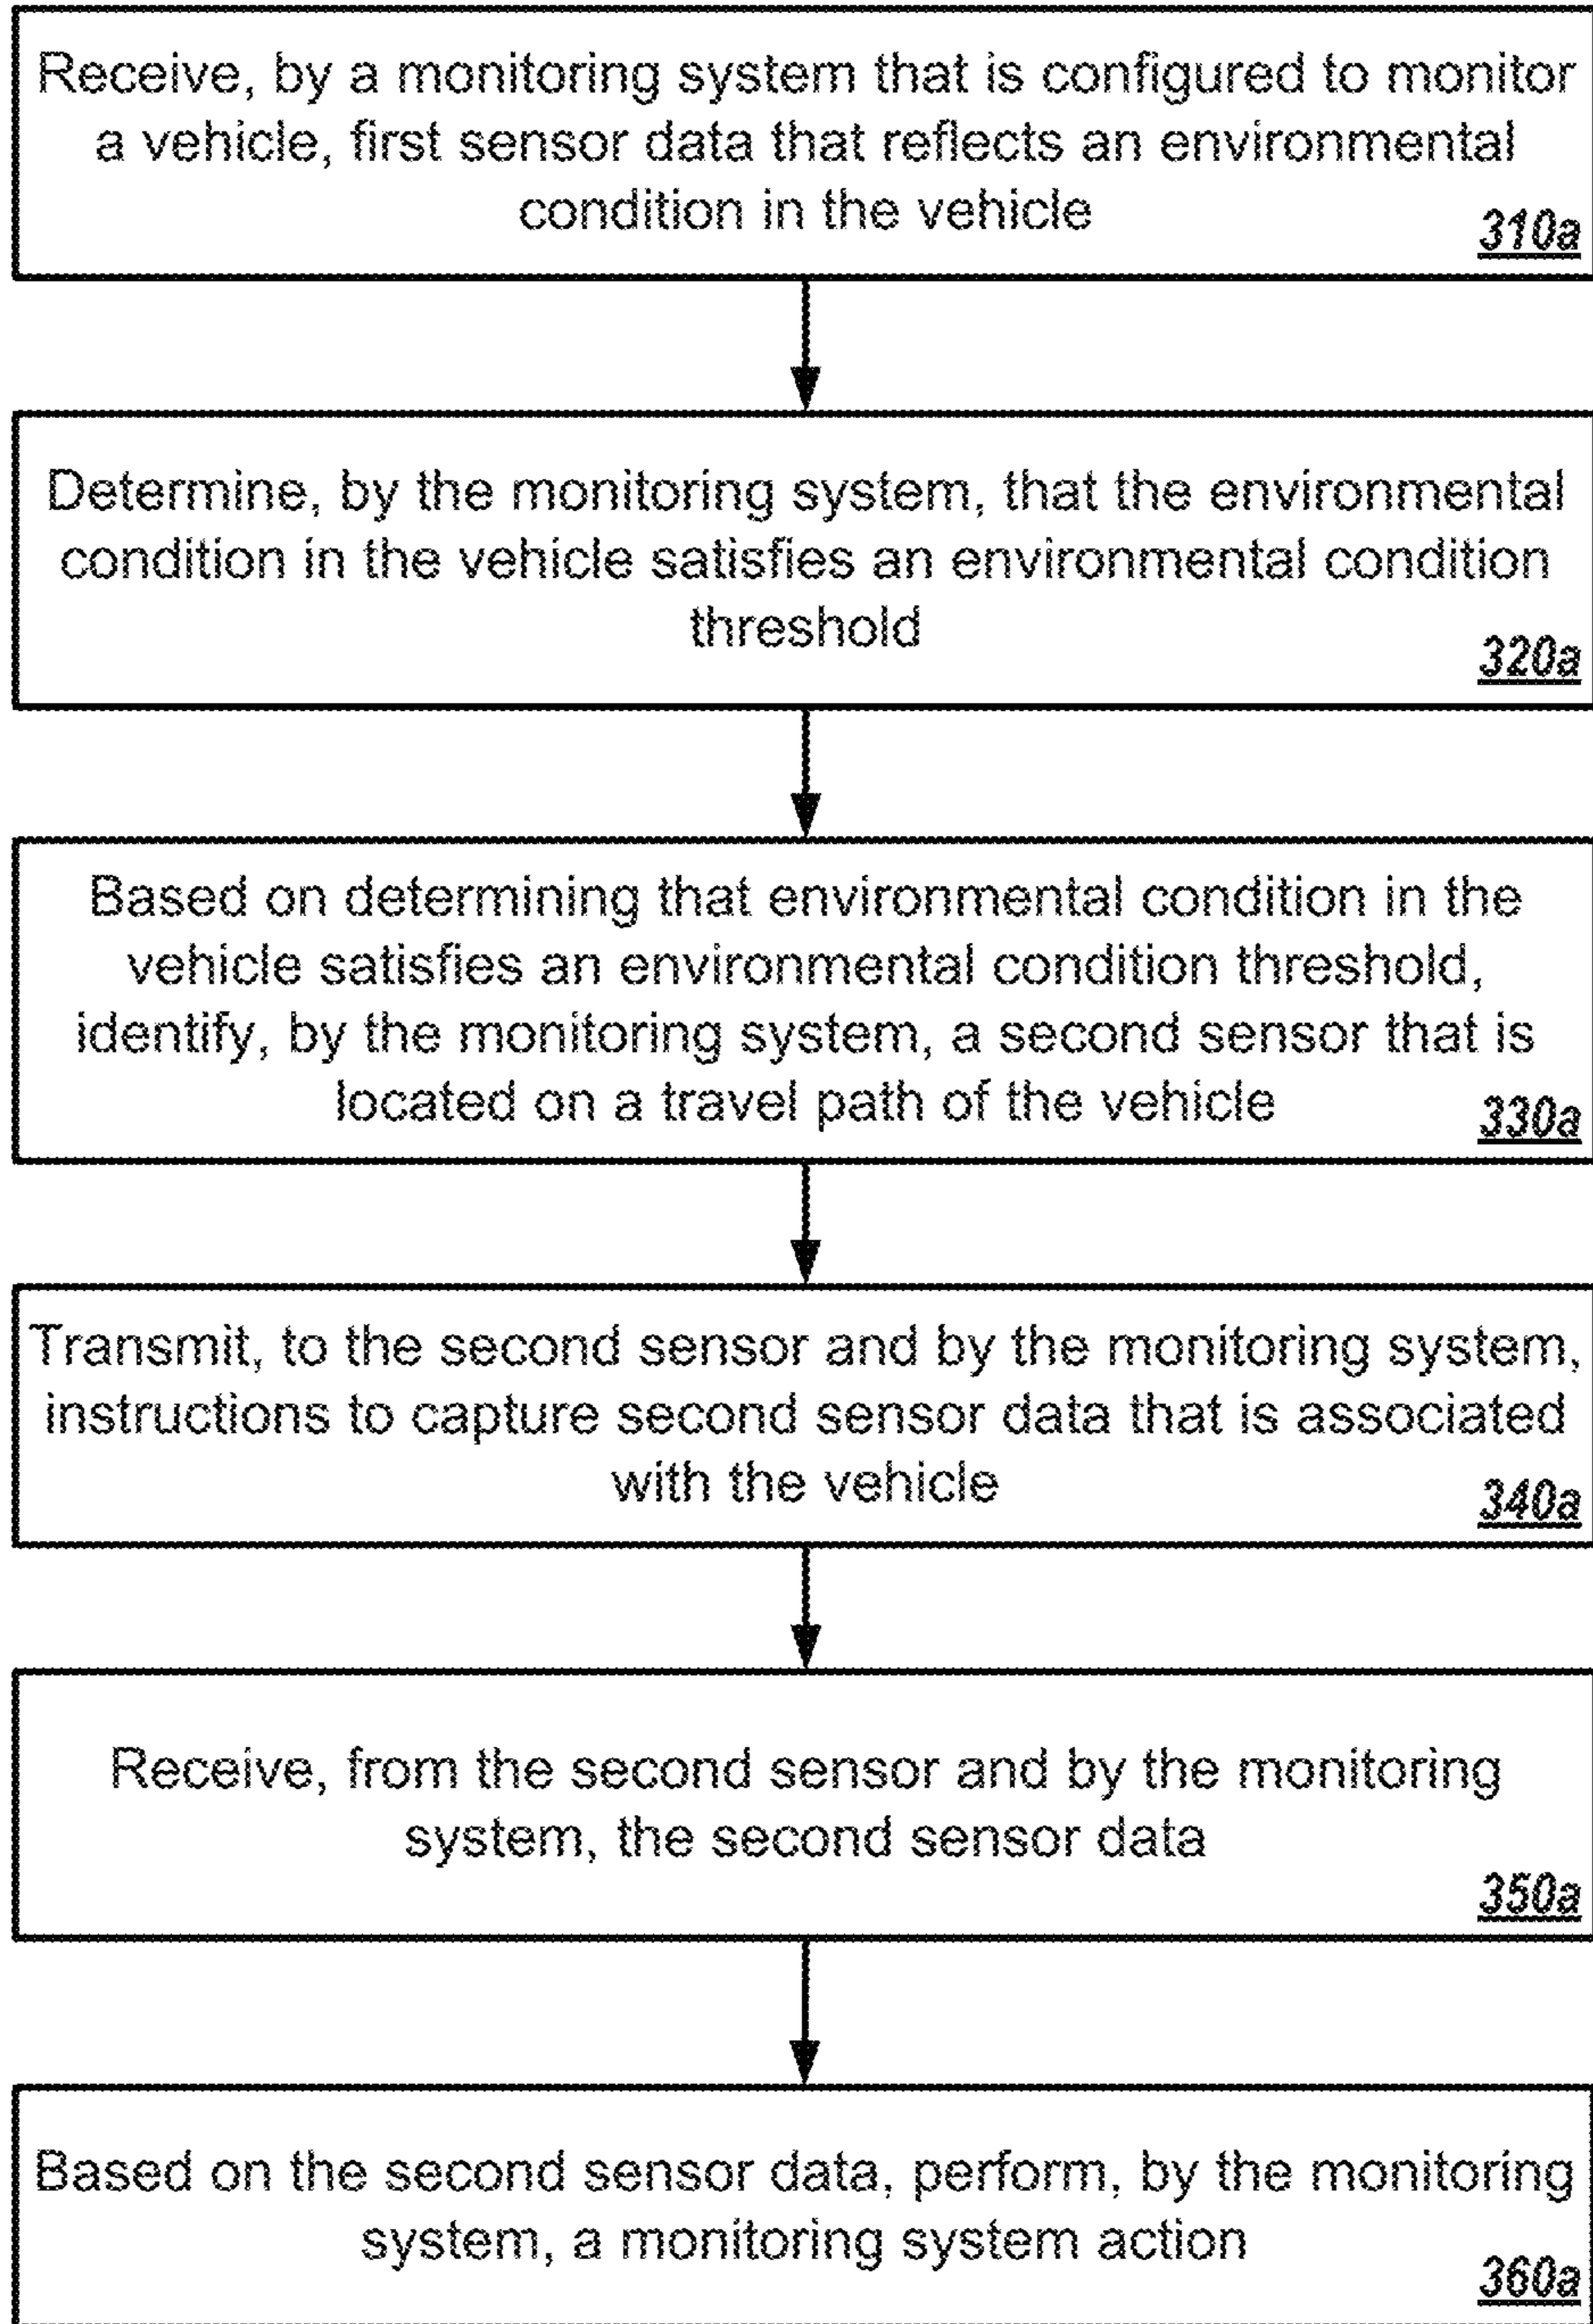 Receive, by a monitoring system that is configured to monitor
a vehicle, first sensor data that reflects an environmental
condition in the vehicle
310a
Determine, by the monitoring system, that the environmental
condition in the vehicle satisfies an environmental condition
threshold
320a
Based on determining that environmental condition in the
vehicle satisfies an environmental condition threshold,
identify, by the monitoring system, a second sensor that is
located on a travel path of the vehicle
330a
Transmit, to the second sensor and by the monitoring system,
instructions to capture second sensor data that is associated
with the vehicle
340a
Receive, from the second sensor and by the monitoring
system, the second sensor data
350a
Based on the second sensor data, perform, by the monitoring
system, a monitoring system action
360a